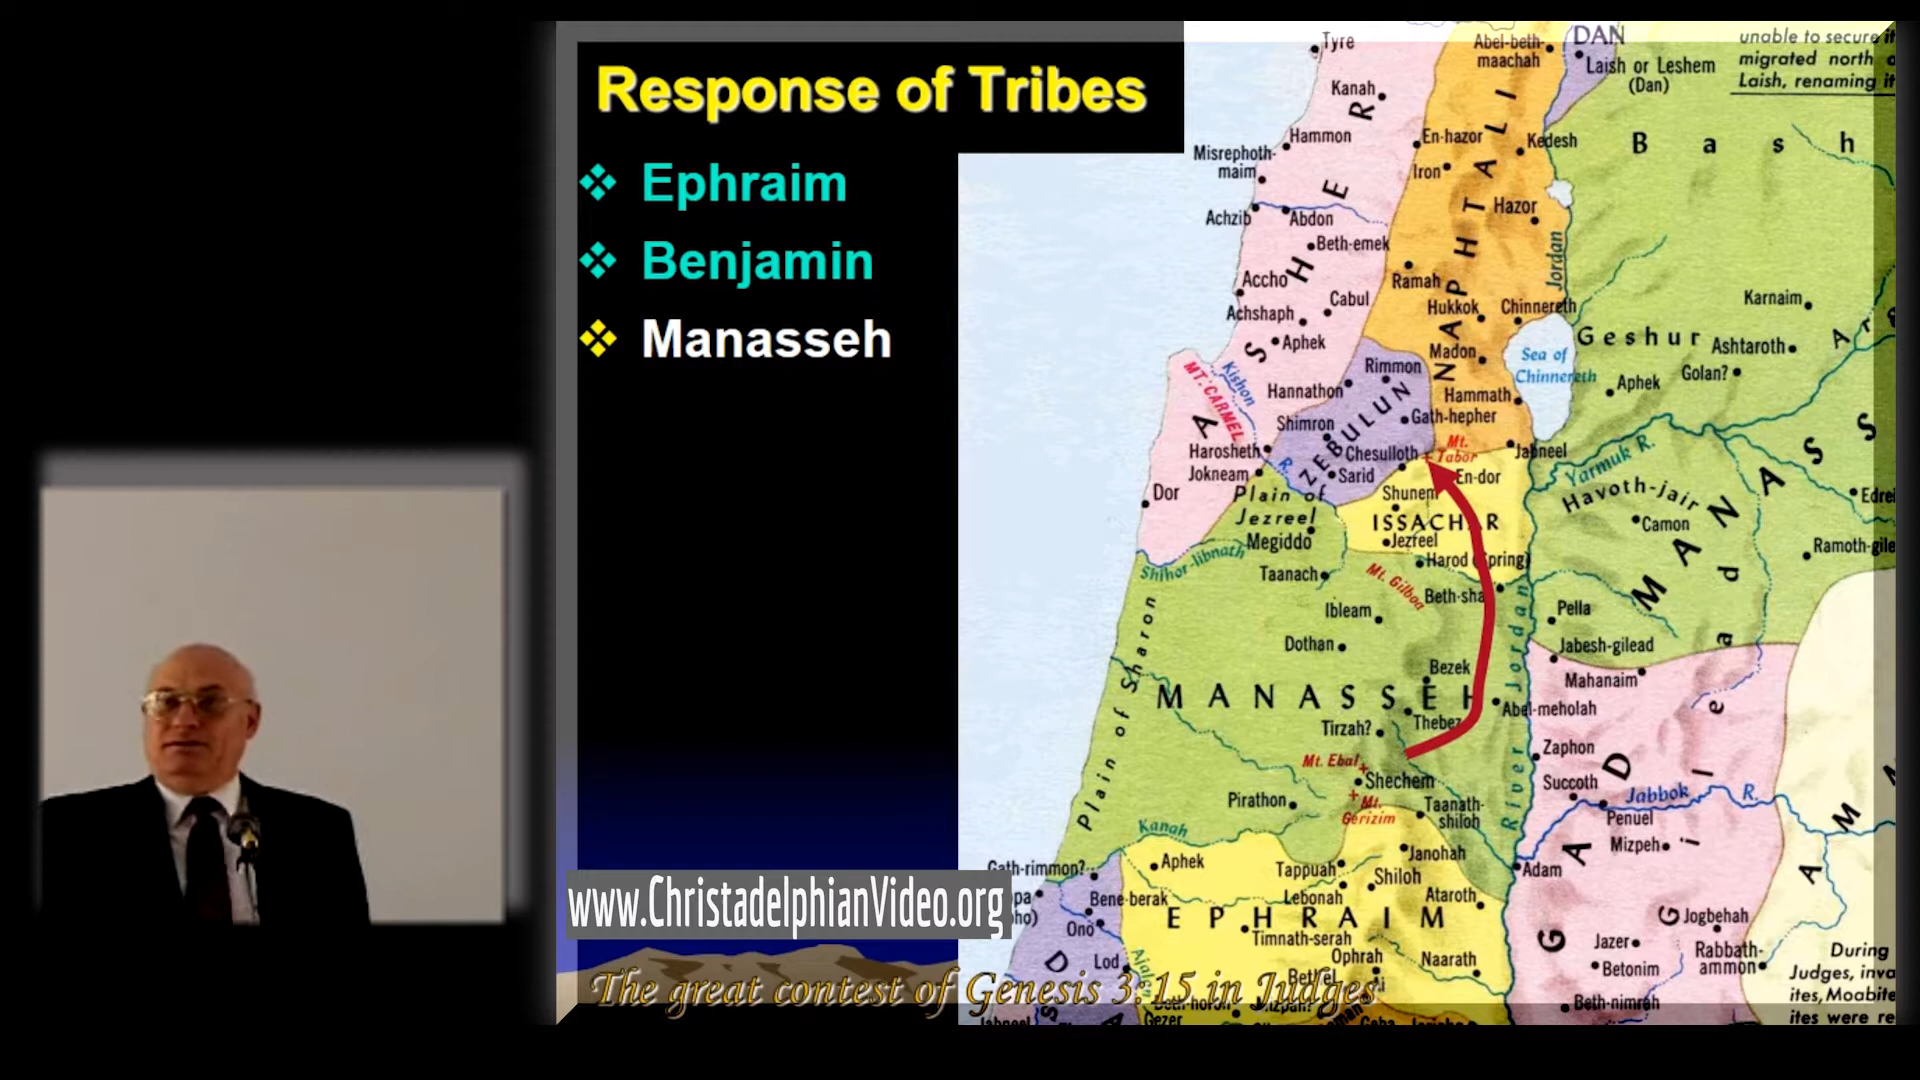 Response of Tribes
❖ Ephraim
❖ Benjamin
❖ Manasseh
www.ChristadelphianVideo.org
The great contest of Genesis 3:15 in Judges
Tyre
Kanah
Hammon
Misrephoth-
maim
Achzib
Abdon
Beth-emek
Accho
Cabul
Achshaph
Aphek
ASHER
Kishon
R.
MT. CARMEL
Hannathon
Harosheth
Jokneam
Dor
Abel-beth-
maachah
DAN
Laish or Leshem
(Dan)
unable to secure it
migrated north
Laish, renaming it
En-hazor
Kedesh
Iron
Hazor
NAPHTALI
Ramah
Hukkok
Chinnereth
Madon
Hammath
Jordan
Sea of
Chinnereth
Bash
Karnaim
Geshur
Ashtaroth
Golan?
Aphek
Rimmon
ZEBULUN
Gath-hepher
Shimron
Chesulloth
Sarid
Mt.
Tabor
Jabneel
En-dor
Shunem
ISSACHAR
Jezreel
Harod (Spring)
Plain of
Jezreel
Megiddo
Shihor-libnath
Taanach
Mt. Gilboa
Ibleam
Dothan
Bezek
MANASSEH
Abel-meholah
Tirzah?
Thebez
Mt. Ebal
Shechem
Mt.
Gerizim
Pirathon
Taanath-
shiloh
Plain of Sharon
Kanah
River Jordan
Yarmuk R.
Havoth-jair
Camon
MANASS
Edrei
Ramoth-gile
Pella
Jabesh-gilead
Mahanaim
Zaphon
Succoth
Jabbok R.
Penuel
Mizpeh
Adam
GAD
Gilead
Jogbehah
Jazer
Betonim
Rabbath-
ammon
Beth-nimrah
AMM
During
Judges, inva
ites, Moabite
ites were re
Gath-rimmon?
Aphek
Tappuah
Janohah
Shiloh
Lebonah
Ataroth
Bene-berak
EPHRAIM
Ono
Timnath-serah
Ophrah
Naarath
Lod
Bethel
Beth-horon
Gezer
Jabneel